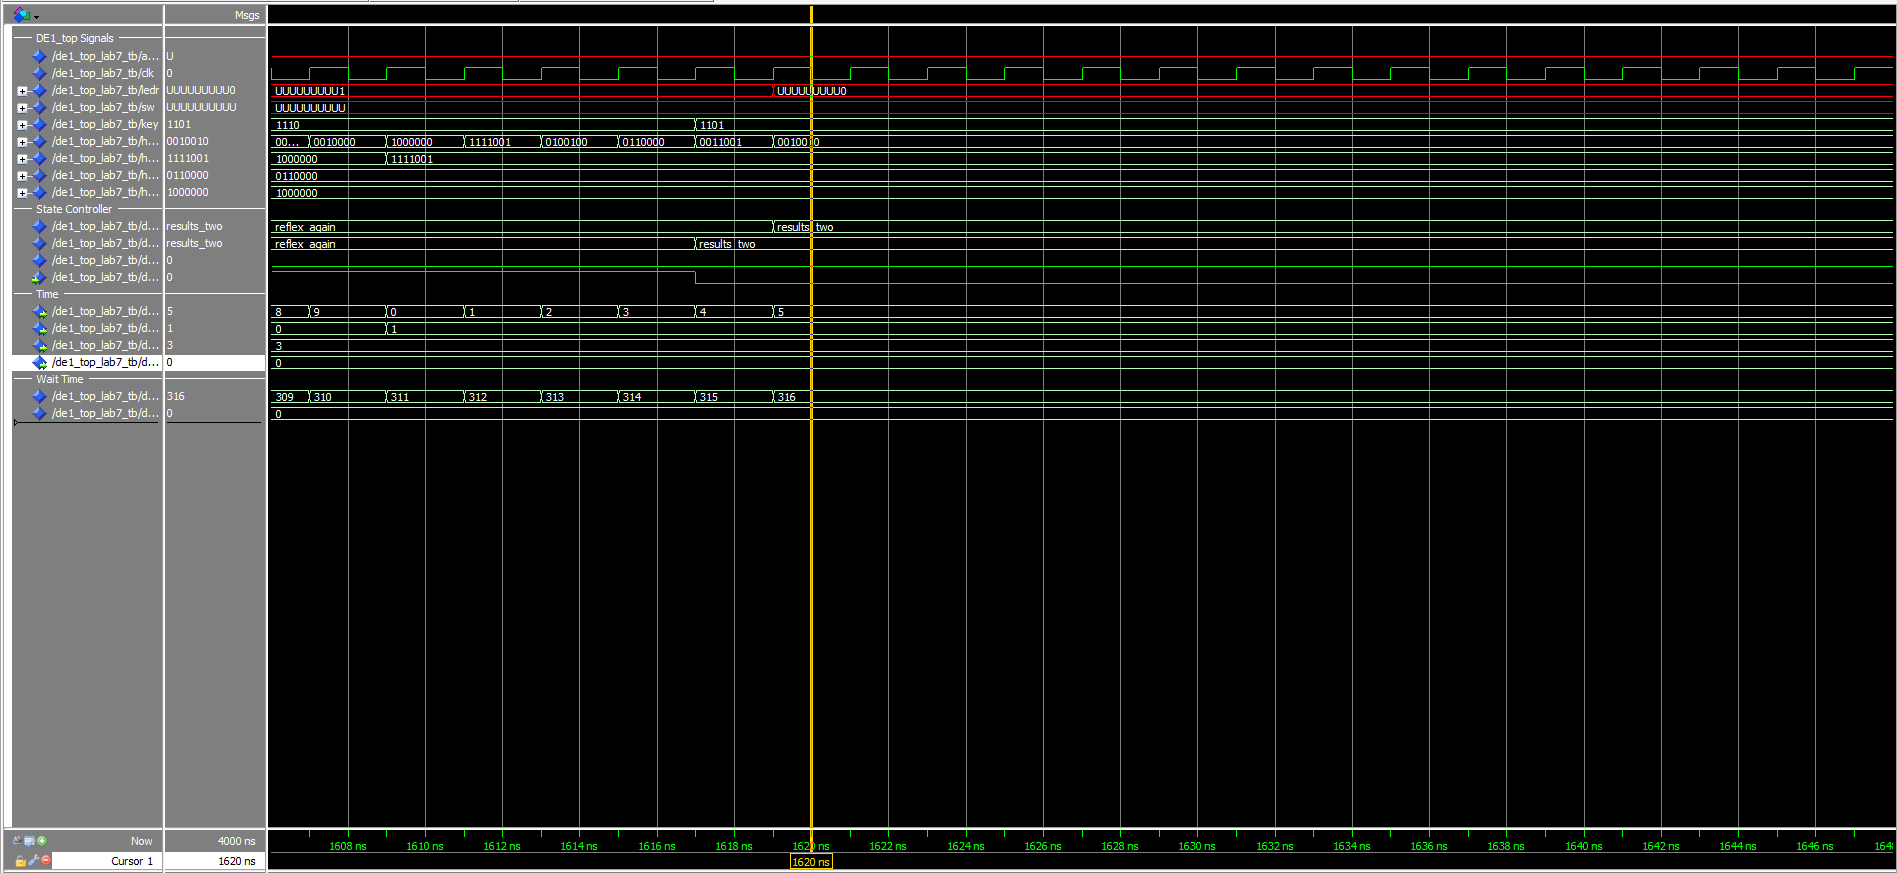 Msgs
DE1_top Signals
/de1_top_lab7_tb/a... U
/de1_top_lab7_tb/clk 0
/de1_top_lab7_tb/ledr UUUUUUUUU0 UUUUUUUUU1 UUUUUUUUU0
/de1_top_lab7_tb/sw UUUUUUUUUU UUUUUUUUUU
/de1_top_lab7_tb/key 1101 1110 1101
/de1_top_lab7_tb/h... 0010010 00... 0010000 1000000 1111001 0100100 0110000 0011001 0010010
/de1_top_lab7_tb/h... 1111001 1000000 1111001
/de1_top_lab7_tb/h... 0110000 0110000
/de1_top_lab7_tb/h... 1000000 1000000
State Controller
/de1_top_lab7_tb/d... results_two reflex_again results_two
/de1_top_lab7_tb/d... results_two reflex_again results_two
/de1_top_lab7_tb/d... 0
/de1_top_lab7_tb/d... 0
Time
/de1_top_lab7_tb/d... 5 8 9 0 1 2 3 4 5
/de1_top_lab7_tb/d... 1 0 1
/de1_top_lab7_tb/d... 3 3
/de1_top_lab7_tb/d... 0 0
Wait Time
/de1_top_lab7_tb/d... 316 309 310 311 312 313 314 315 316
/de1_top_lab7_tb/d... 0 0
Now 4000 ns 1608 ns 1610 ns 1612 ns 1614 ns 1616 ns 1618 ns 1620 ns 1622 ns 1624 ns 1626 ns 1628 ns 1630 ns 1632 ns 1634 ns 1636 ns 1638 ns 1640 ns 1642 ns 1644 ns 1646 ns
Cursor 1 1620 ns 1620 ns